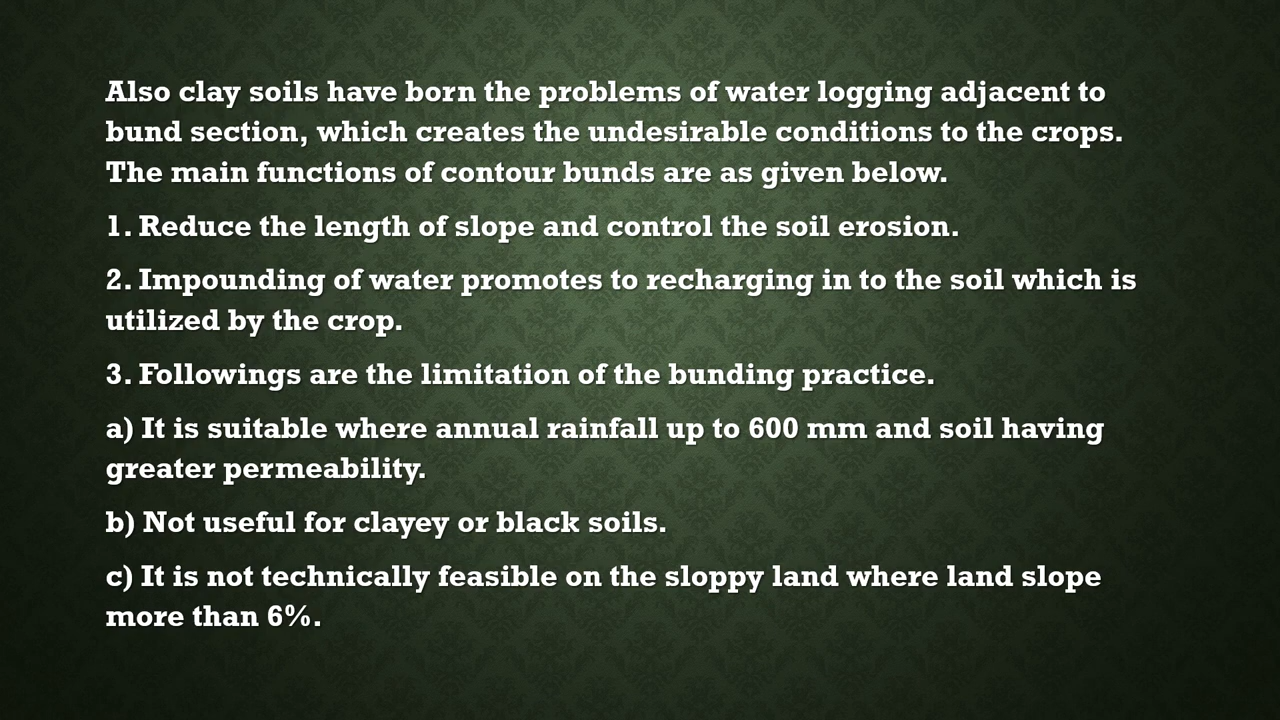 Also clay soils have born the problems of water logging adjacent to
bund section, which creates the undesirable conditions to the crops.
The main functions of contour bunds are as given below.
1. Reduce the length of slope and control the soil erosion.
2. Impounding of water promotes to recharging in to the soil which is
utilized by the crop.
3. Followings are the limitation of the bunding practice.
a) It is suitable where annual rainfall up to 600 mm and soil having
greater permeability.
b) Not useful for clayey or black soils.
c) It is not technically feasible on the sloppy land where land slope
more than 6%.